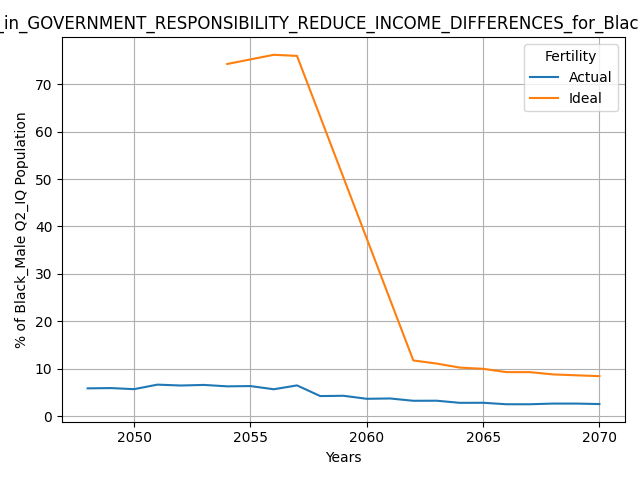 _in_GOVERNMENT_RESPONSIBILITY_REDUCE_INCOME_DIFFERENCES_for_Blac
Fertility
Actual
Ideal
% of Black_Male Q2_IQ Population
70
60
50
40
30
20
10
0
2050 2055 2060 2065 2070
Years